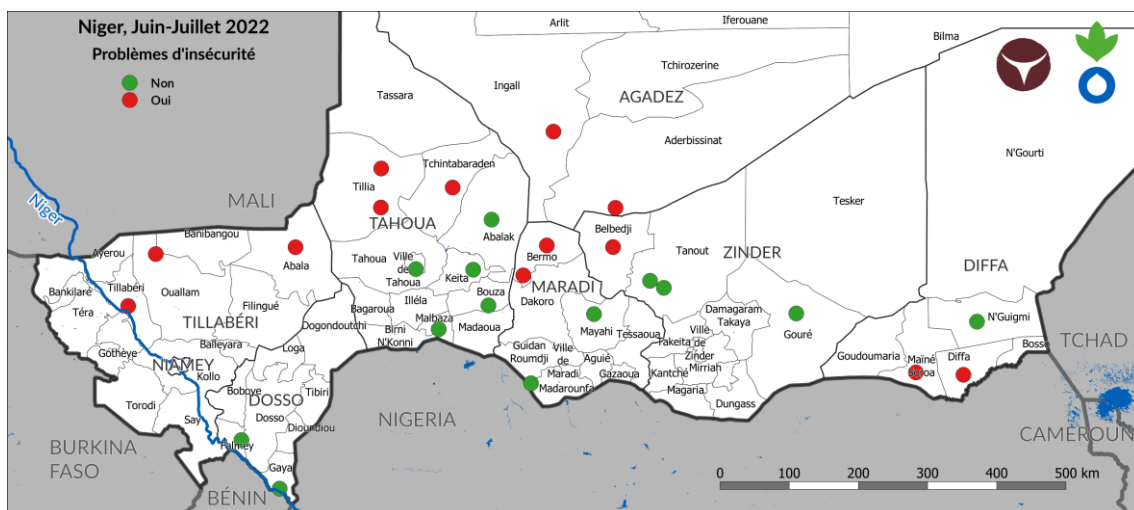 Niger, Juin-Juillet 2022
Problèmes d'insécurité
Non
Oui
Arlit
Iferouane
Bilma
Tchirozerine
Ingall
AGADEZ
Tassara
Aderbissinat
N'Gourti
Tchintabaraden
Tillia
MALI
Niger
TAHOUA
Tesker
Abalak
Belbedji
Banibangou
Ayerou
Bermo
Tanout
ZINDER
Abala
Tahoua
Ville de
Tahoua
Keita
DIFFA
Tillabéri
Bankilaré
Ouallam
Filingué
Téra
Illéla
Bouza
MARADI
Dakoro
Bagaroua
Malbaza
Madaoua
Birni
N'Konni
Damagaram
Takaya
N'Guigmi
TILLABÉRI
Dogondoutchi
Mayahi
Tessaoua
Gouré
TCHAD
Balleyara
Gothèye
Loga
Guidan
Roumdji
Ville
de
Maradi
Aguié
Gazaoua
Takeita
Ville
de
Zinder
Mirriah
Kantché
Magaria
Goudoumaria
Maïné
Soroa
Diffa
Bosso
NIAMEY
Kollo
Boboye
DOSSO
Tibiri
Madarounfa
Dungass
Torodi
Say
Dosso
Dioundiou
NIGERIA
CAMEROUN
BURKINA
FASO
Falmey
Gaya
BÉNIN
0 100 200 300 400 500 km